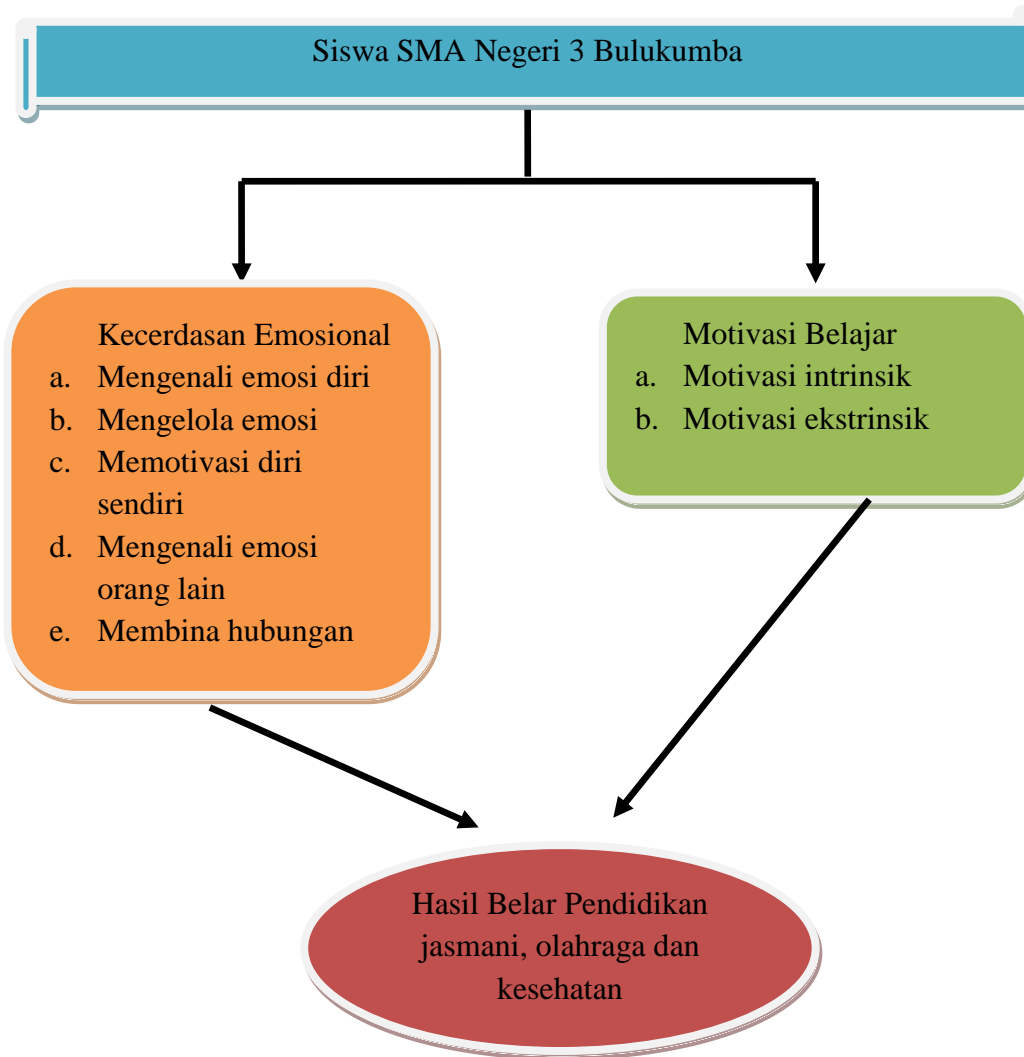 Siswa SMA Negeri 3 Bulukumba
Kecerdasan Emosional
a. Mengenali emosi diri
b. Mengelola emosi
c. Memotivasi diri
sendiri
d. Mengenali emosi
orang lain
e. Membina hubungan
Motivasi Belajar
a. Motivasi intrinsik
b. Motivasi ekstrinsik
Hasil Belar Pendidikan
jasmani, olahraga dan
kesehatan